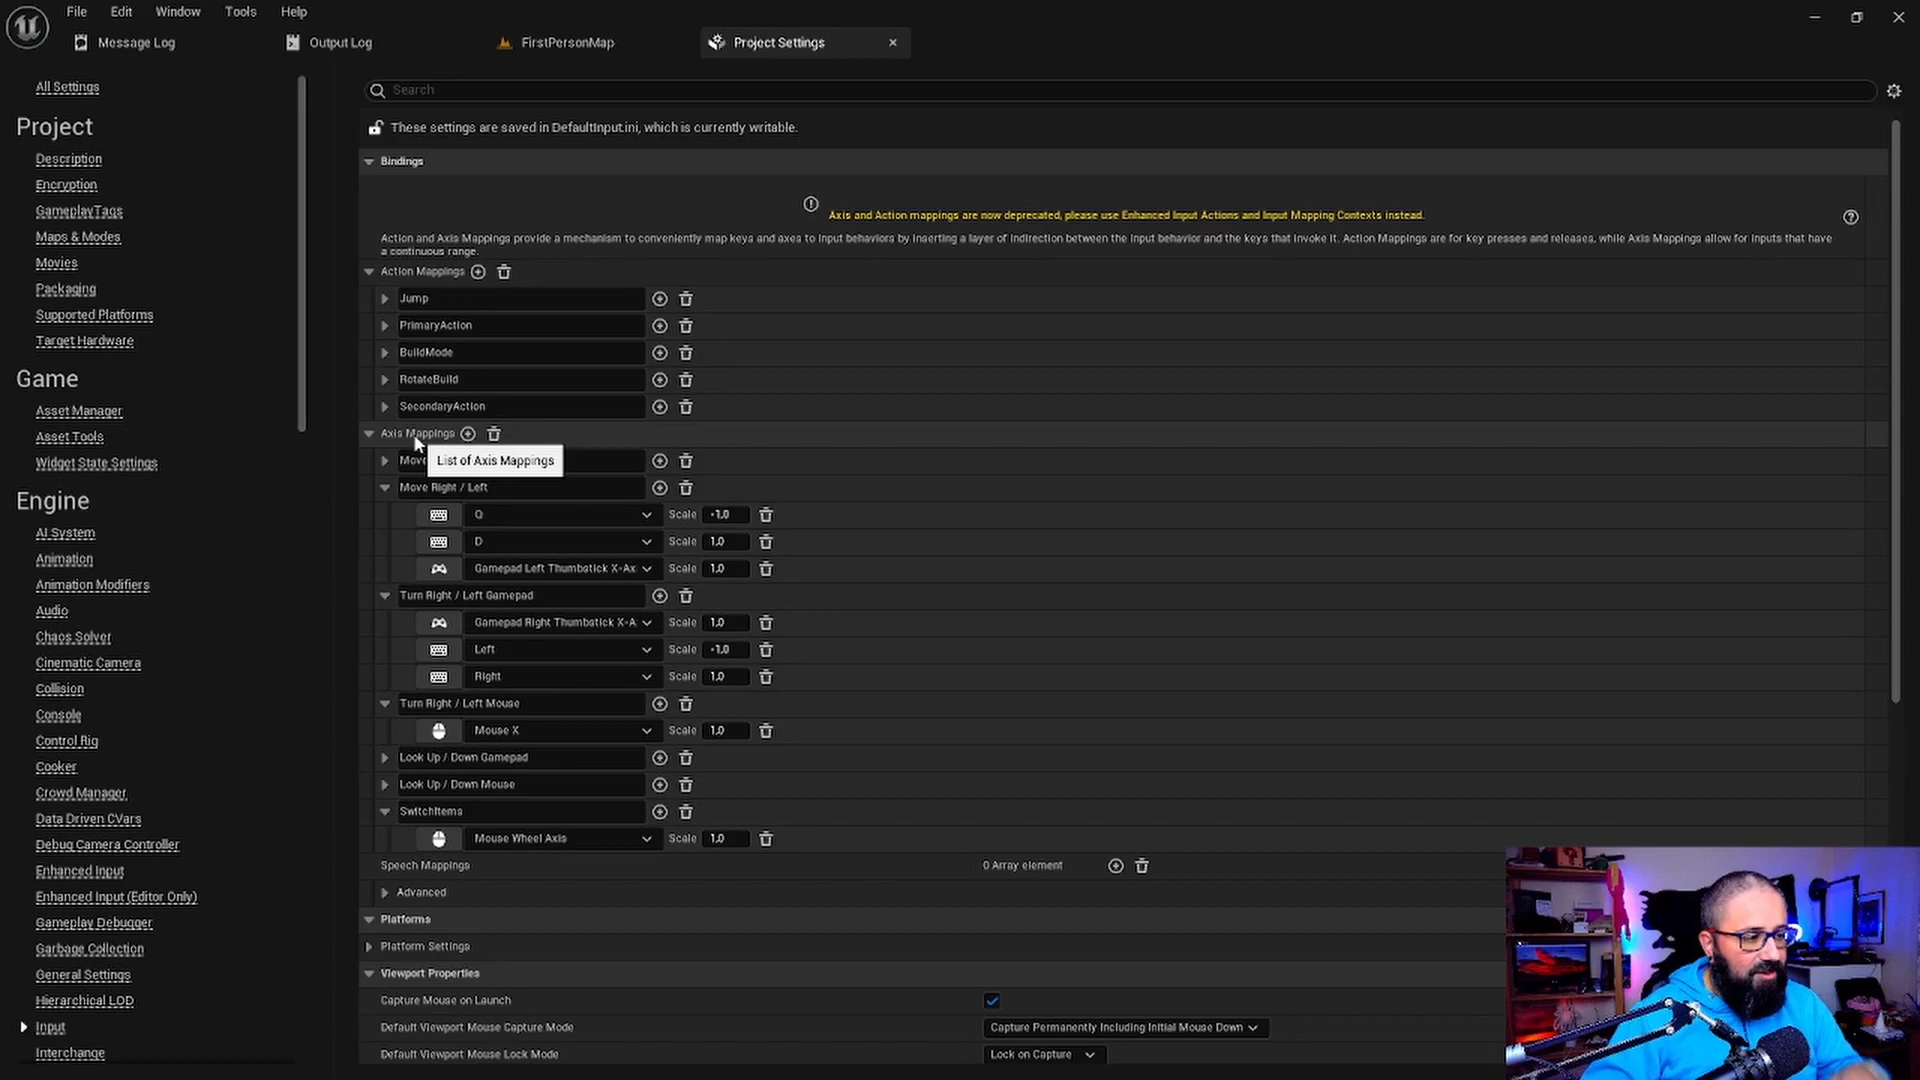 File Edit Window Tools Help
Message Log Output Log FirstPersonMap Project Settings
All Settings
Project
Description
Encryption
GameplayTags
Maps & Modes
Movies
Packaging
Supported Platforms
Target Hardware
Game
Asset Manager
Asset Tools
Widget State Settings
Engine
AI System
Animation
Animation Modifiers
Audio
Chaos Solver
Cinematic Camera
Collision
Console
Control Rig
Cooker
Crowd Manager
Data Driven CVars
Debug Camera Controller
Enhanced Input
Enhanced Input (Editor Only)
Gameplay Debugger
Garbage Collection
General Settings
Hierarchical LOD
Input
Interchange
Search
These settings are saved in DefaultInput.ini, which is currently writable.
Bindings
Axis and Action mappings are now deprecated, please use Enhanced Input Actions and Input Mapping Contexts instead.
Action and Axis Mappings provide a mechanism to conveniently map keys and axes to input behaviors by inserting a layer of indirection between the input behavior and the keys that invoke it. Action Mappings are for key presses and releases, while Axis Mappings allow for inputs that have
a continuous range.
Action Mappings
Jump
PrimaryAction
BuildMode
RotateBuild
SecondaryAction
Axis Mappings
Move
List of Axis Mappings
Move Right / Left
Q Scale -1.0
D Scale 1.0
Gamepad Left Thumbstick X-Ax Scale 1.0
Turn Right / Left Gamepad
Gamepad Right Thumbstick X-A Scale 1.0
Left Scale -1.0
Right Scale 1.0
Turn Right / Left Mouse
Mouse X Scale 1.0
Look Up / Down Gamepad
Look Up / Down Mouse
SwitchItems
Mouse Wheel Axis Scale 1.0
Speech Mappings 0 Array element
Advanced
Platforms
Platform Settings
Viewport Properties
Capture Mouse on Launch
Default Viewport Mouse Capture Mode Capture Permanently Including Initial Mouse Down
Default Viewport Mouse Lock Mode Lock on Capture